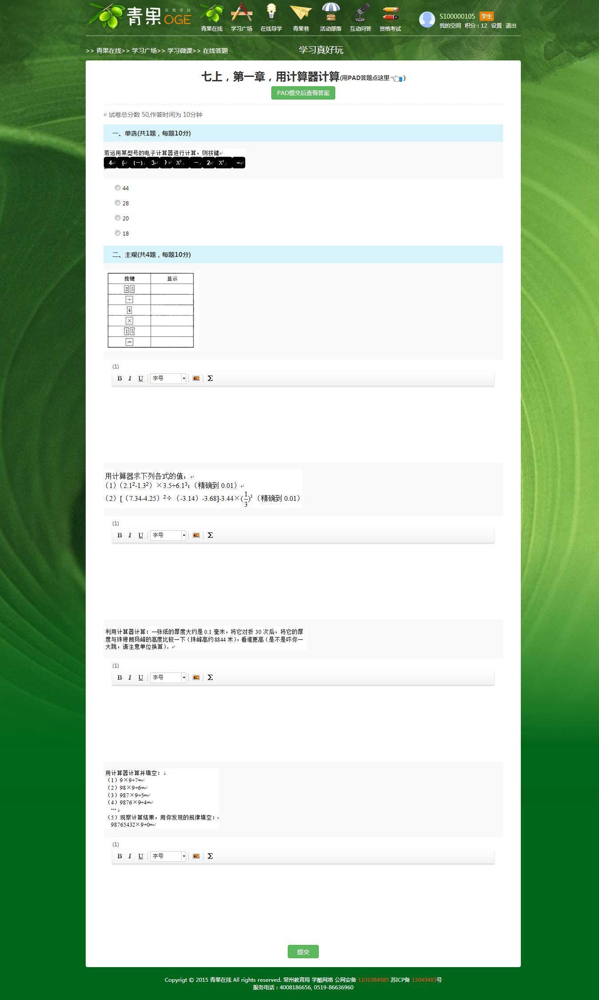 青果 在线学校 OGE
青果在线 学习广场 在线导学 青果巷 活动部落 互动问答 资格考试
S100000105 学生
我的空间 积分：12 设置 退出
>> 青果在线>> 学习广场>> 学习微课>> 在线答题
学习真好玩
七上，第一章，用计算器计算(用PAD答题点这里)
PAD提交后查看答案
◇ 试卷总分数 50,作答时间为 10分钟
一、单选(共1题，每题10分)
若运用某型号的电子计算器进行计算，则按键
4 ( (－) 3 ) X² － 2 X³ =
44
28
20
18
二、主观(共4题，每题10分)
按键 显示
2 5
+
4
×
1 5
=
(1)
B I U 字号 Σ
用计算器求下列各式的值：
（1）（2.1²-1.3²）×3.5+6.1³；（精确到 0.01）
（2）[（7.34-4.25）²÷（-3.14）-3.68]-3.44×(1/3)³（精确到 0.01）
(1)
B I U 字号 Σ
利用计算器计算：一张纸的厚度大约是 0.1 毫米，将它对折 30 次后，将它的厚
度与珠穆朗玛峰的高度比较一下（珠峰高约 8844 米），看谁更高（是不是吓你一
大跳，请注意单位换算）．
(1)
B I U 字号 Σ
用计算器计算并填空：
（1）9×9+7=
（2）98×9+6=
（3）987×9+5=
（4）9876×9+4=
…
（5）观察计算结果，用你发现的规律填空：
98765432×9+0=
(1)
B I U 字号 Σ
提交
Copyrigt © 2015 青果在线 All rights reserved. 常州教育局 学酷网络 公网安备 1101084985 苏ICP备 13049483号
服务电话：4008186656, 0519-86636960